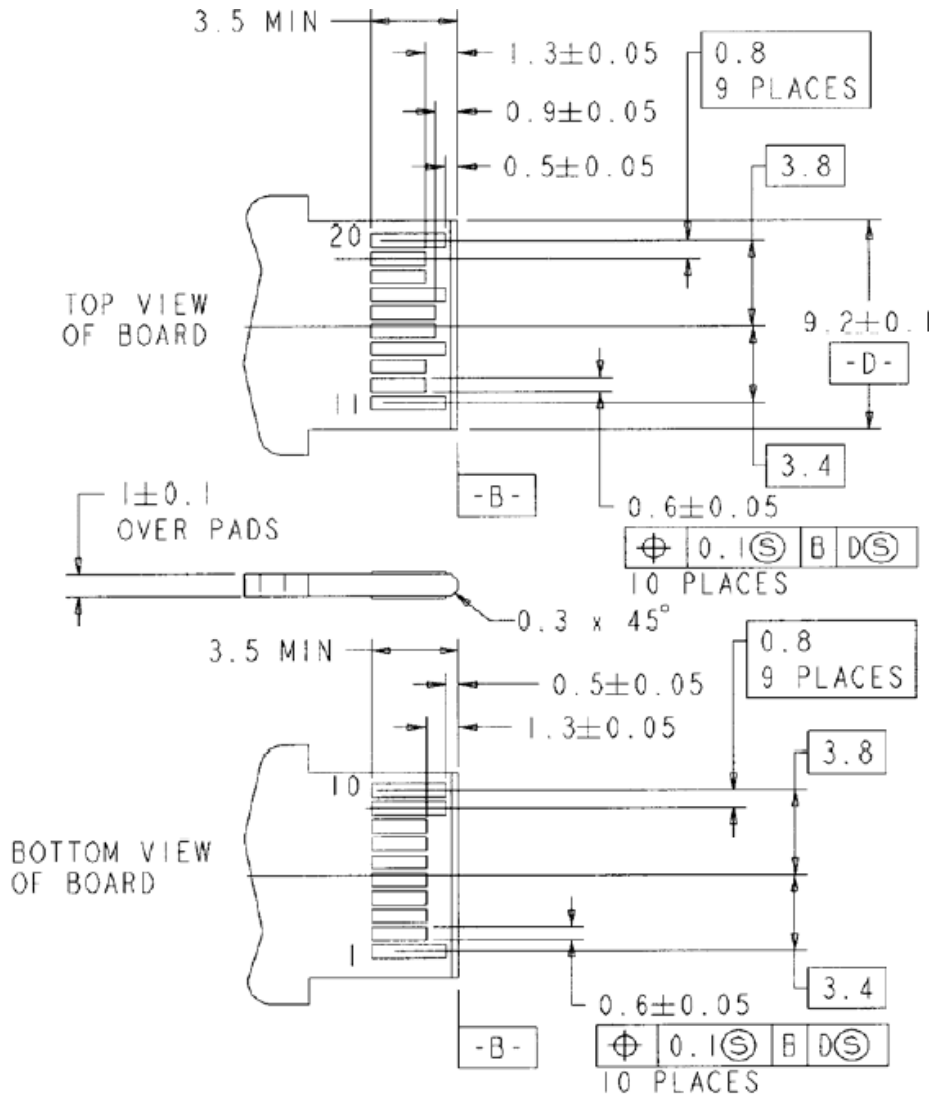 3.5 MIN
1.3±0.05
0.8
9 PLACES
0.9±0.05
0.5±0.05
3.8
20
TOP VIEW
OF BOARD
9.2±0.1
-D-
11
3.4
-B-
1±0.1
OVER PADS
0.6±0.05
⌖ 0.1Ⓢ B DⓈ
10 PLACES
0.3 x 45°
3.5 MIN
0.8
9 PLACES
0.5±0.05
1.3±0.05
3.8
10
BOTTOM VIEW
OF BOARD
1
3.4
0.6±0.05
-B-
⌖ 0.1Ⓢ B DⓈ
10 PLACES